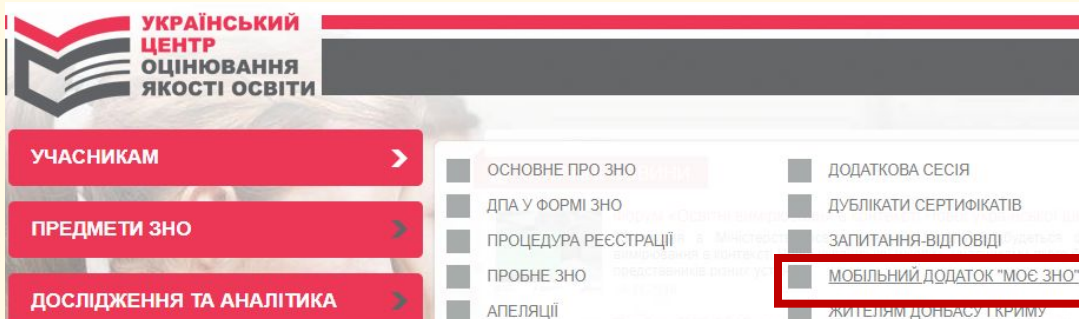 УКРАЇНСЬКИЙ
ЦЕНТР
ОЦІНЮВАННЯ
ЯКОСТІ ОСВІТИ
УЧАСНИКАМ
ПРЕДМЕТИ ЗНО
ДОСЛІДЖЕННЯ ТА АНАЛІТИКА
ОСНОВНЕ ПРО ЗНО
ДПА У ФОРМІ ЗНО
ПРОЦЕДУРА РЕЄСТРАЦІЇ
ПРОБНЕ ЗНО
АПЕЛЯЦІЇ
ДОДАТКОВА СЕСІЯ
ДУБЛІКАТИ СЕРТИФІКАТІВ
ЗАПИТАННЯ-ВІДПОВІДІ
МОБІЛЬНИЙ ДОДАТОК "МОЄ ЗНО"
ЖИТЕЛЯМ ДОНБАСУ І КРИМУ